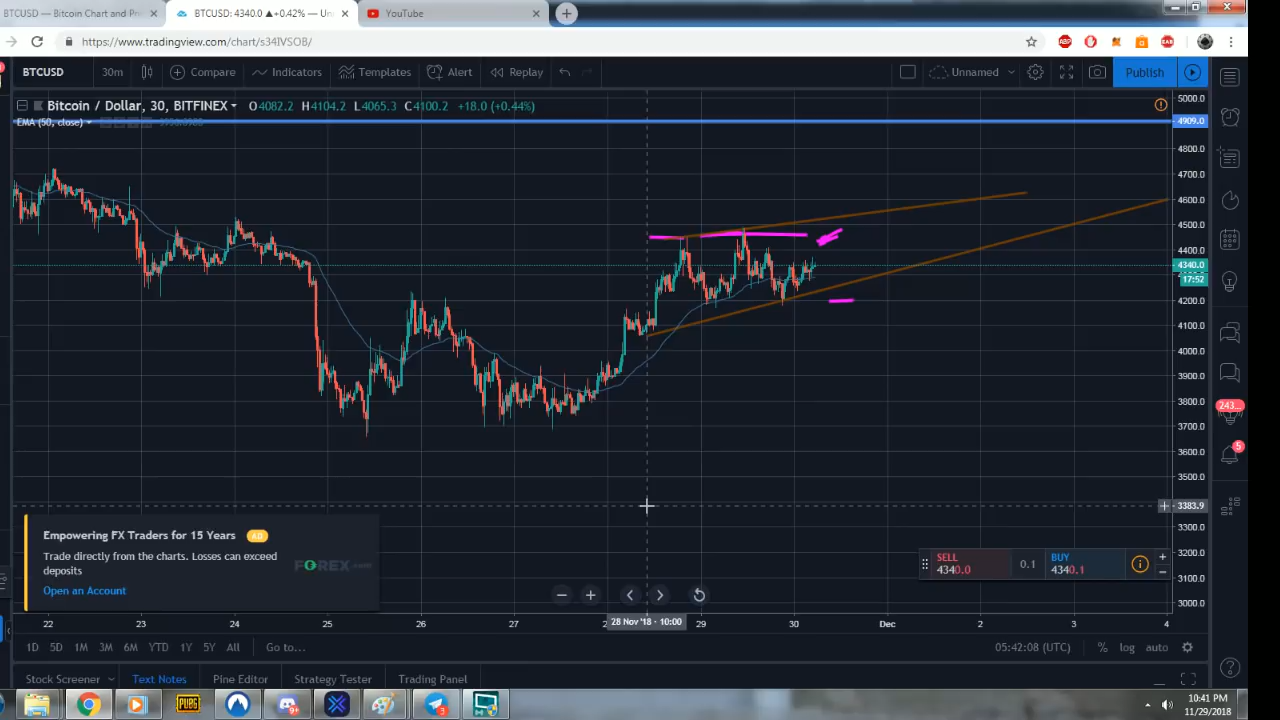 BTCUSD — Bitcoin Chart and Pri
BTCUSD: 4340.0 ▲+0.42% — Un
YouTube
https://www.tradingview.com/chart/s34IVSOB/
BTCUSD 30m Compare Indicators Templates Alert Replay Unnamed Publish
Bitcoin / Dollar, 30, BITFINEX O4082.2 H4104.2 L4065.3 C4100.2 +18.0 (+0.44%)
EMA (50, close)
5000.0
4909.0
4800.0
4700.0
4600.0
4500.0
4400.0
4340.0
17:52
4200.0
4100.0
4000.0
3900.0
3800.0
3700.0
3600.0
3500.0
3383.9
3300.0
3200.0
3100.0
3000.0
243...
5
Empowering FX Traders for 15 Years AD
Trade directly from the charts. Losses can exceed
deposits
FOREX.com
Open an Account
SELL
4340.0
0.1
BUY
4340.1
22 23 24 25 26 27 28 Nov '18 - 10:00 29 30 Dec 2 3 4
1D 5D 1M 3M 6M YTD 1Y 5Y All Go to... 05:42:08 (UTC) % log auto
Stock Screener Text Notes Pine Editor Strategy Tester Trading Panel
PUBG
9+
3
10:41 PM
11/29/2018